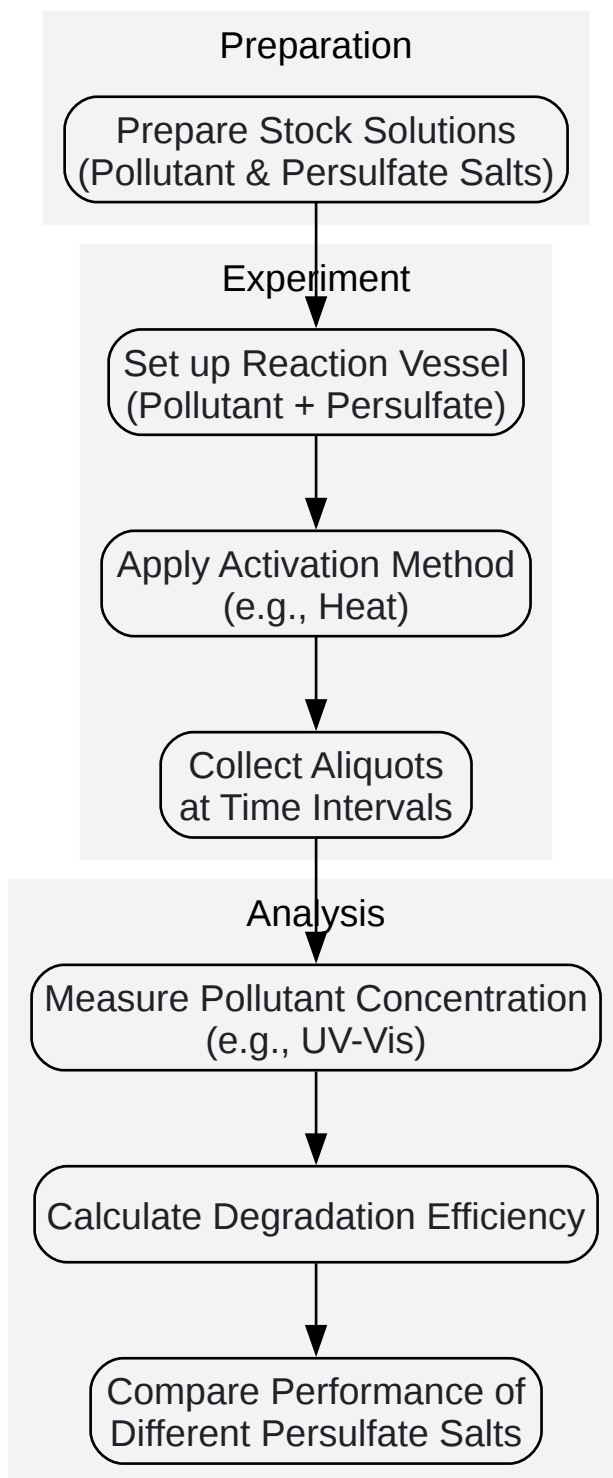 Preparation
Prepare Stock Solutions
(Pollutant & Persulfate Salts)
Experiment
Set up Reaction Vessel
(Pollutant + Persulfate)
Apply Activation Method
(e.g., Heat)
Collect Aliquots
at Time Intervals
Analysis
Measure Pollutant Concentration
(e.g., UV-Vis)
Calculate Degradation Efficiency
Compare Performance of
Different Persulfate Salts